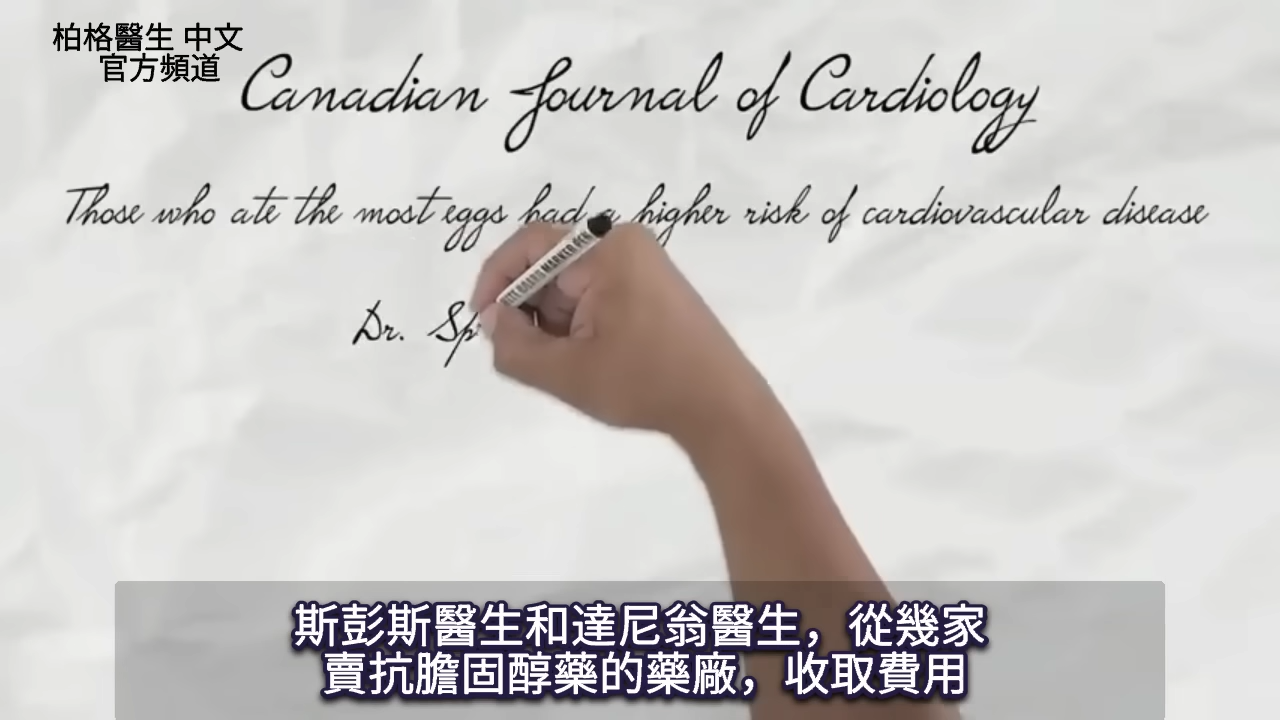 柏格醫生 中文
官方頻道
Canadian Journal of Cardiology
Those who ate the most eggs had a higher risk of cardiovascular disease
Dr. Sp
斯彭斯醫生和達尼翁醫生，從幾家
賣抗膽固醇藥的藥廠，收取費用